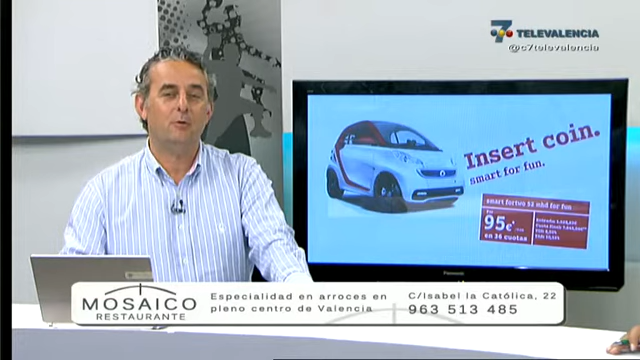 7 TELEVALENCIA
@c7televalencia
Insert coin.
smart for fun.
smart fortwo 52 mhd for fun
95€
en 36 cuotas
Panasonic
MOSAICO
RESTAURANTE
Especialidad en arroces en
pleno centro de Valencia
C/Isabel la Católica, 22
963 513 485